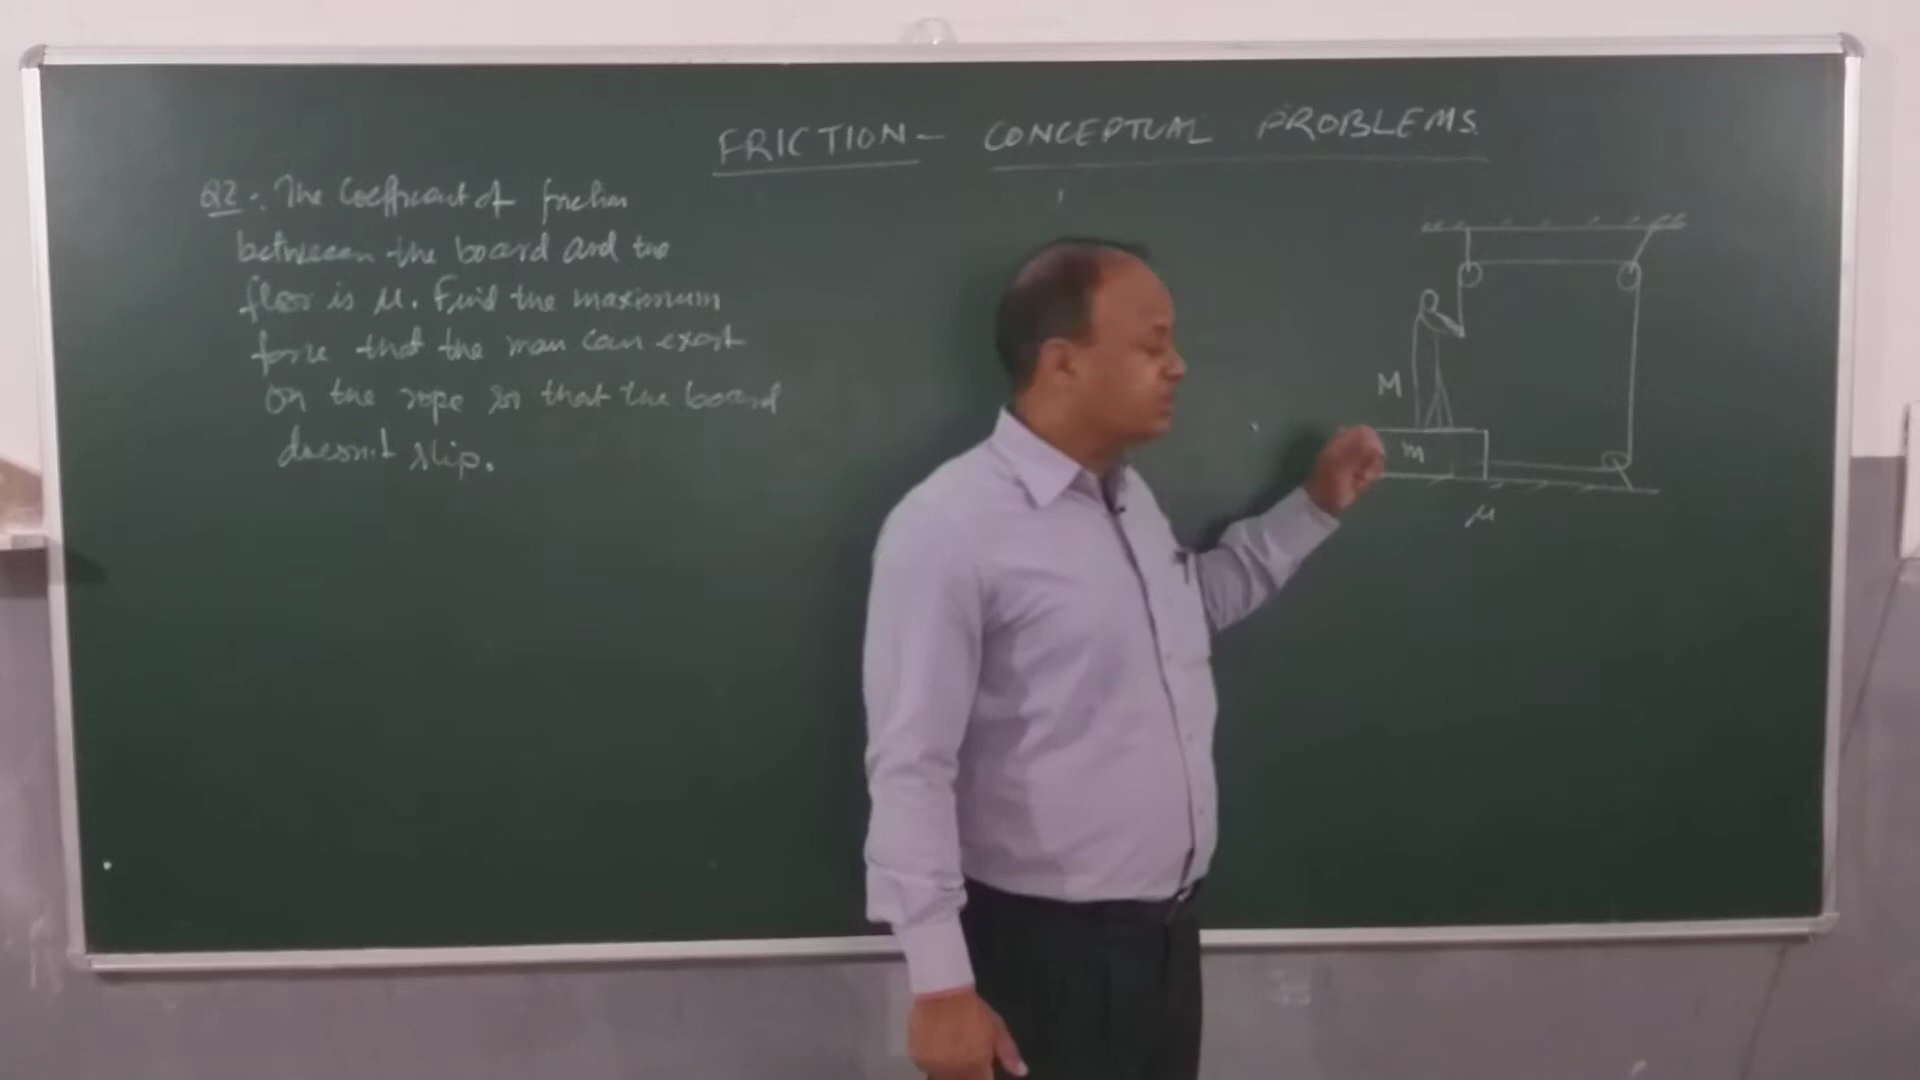 FRICTION - CONCEPTUAL PROBLEMS
Q2 -: The Coefficient of friction
between the board and the
floor is μ. Find the maximum
force that the man can exert
on the rope so that the board
doesn't slip.
M
m
μ